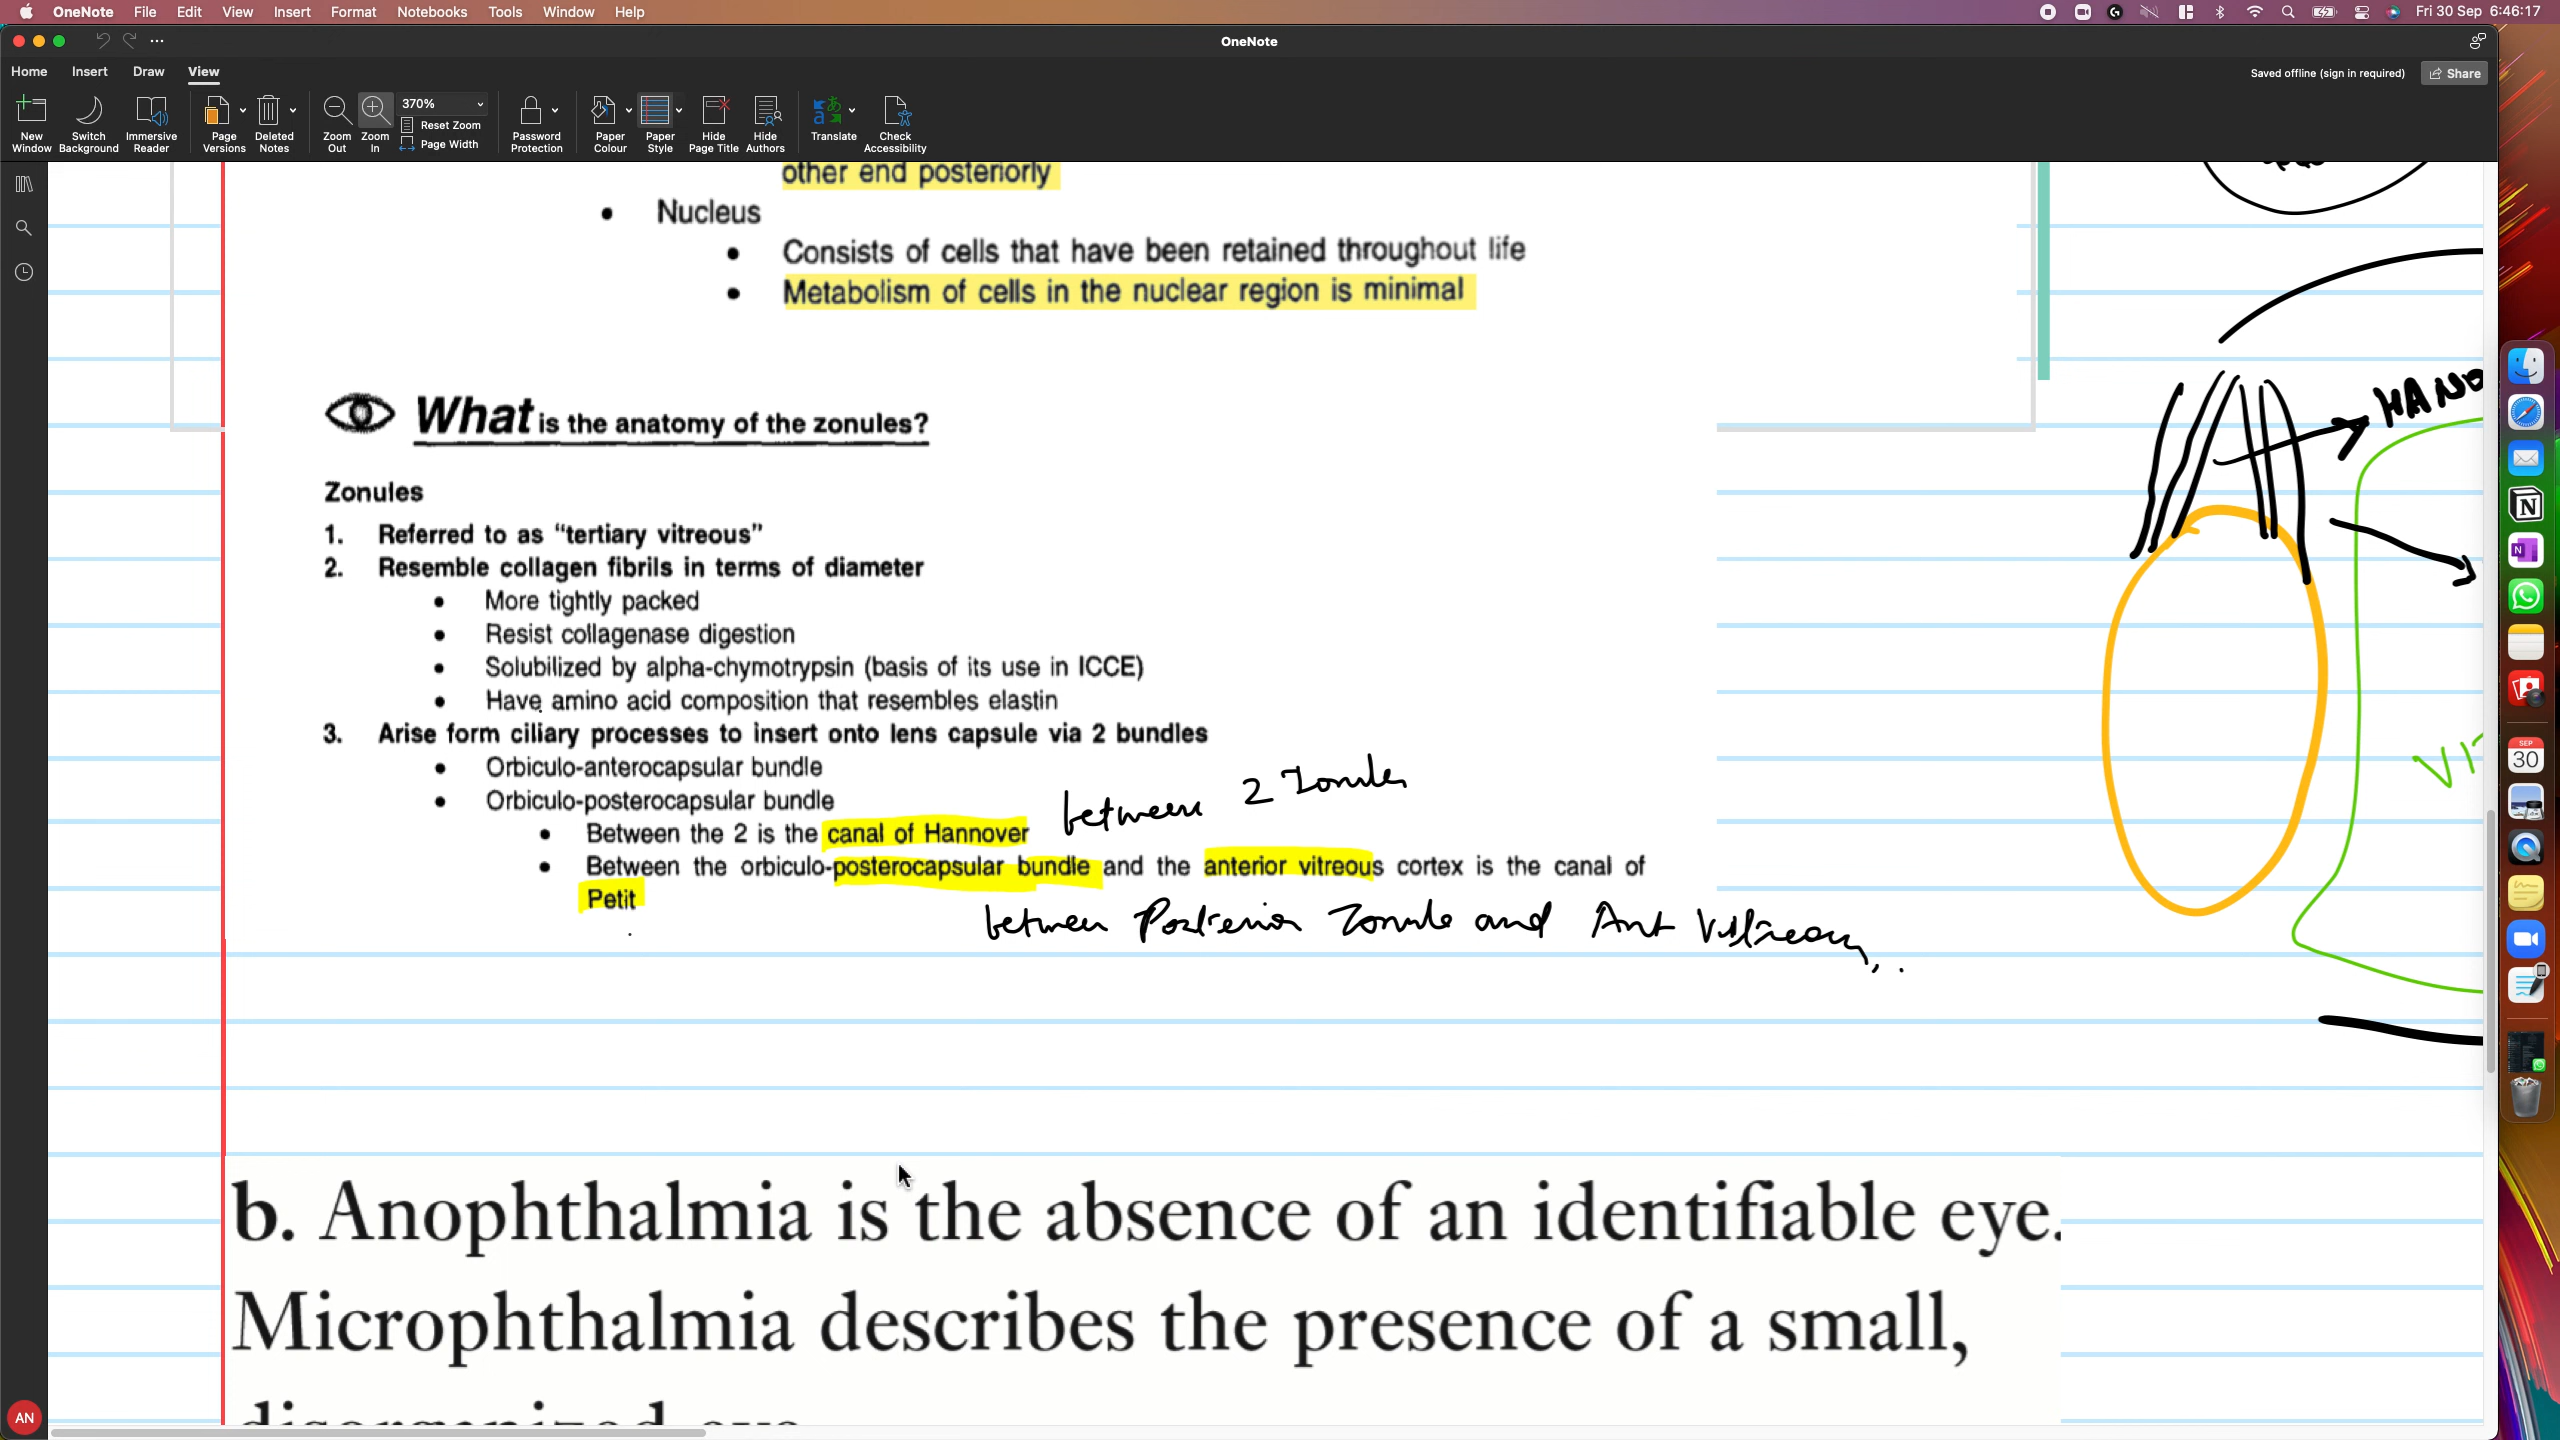 OneNote File Edit View Insert Format Notebooks Tools Window Help
Fri 30 Sep 6:46:17
OneNote
Home Insert Draw View
Saved offline (sign in required) Share
370%
Reset Zoom
Page Width
New Window
Switch Background
Immersive Reader
Page Versions
Deleted Notes
Zoom Out
Zoom In
Password Protection
Paper Colour
Paper Style
Hide Page Title
Hide Authors
Translate
Check Accessibility
other end posteriorly
• Nucleus
• Consists of cells that have been retained throughout life
• Metabolism of cells in the nuclear region is minimal
HANO
What is the anatomy of the zonules?
Zonules
1. Referred to as “tertiary vitreous”
2. Resemble collagen fibrils in terms of diameter
• More tightly packed
• Resist collagenase digestion
• Solubilized by alpha-chymotrypsin (basis of its use in ICCE)
• Have amino acid composition that resembles elastin
3. Arise form ciliary processes to insert onto lens capsule via 2 bundles
• Orbiculo-anterocapsular bundle
• Orbiculo-posterocapsular bundle
between 2 Zonules
• Between the 2 is the canal of Hannover
• Between the orbiculo-posterocapsular bundle and the anterior vitreous cortex is the canal of
Petit
between Posterior Zonule and Ant Vitreous
VIT
b. Anophthalmia is the absence of an identifiable eye.
Microphthalmia describes the presence of a small,
disorganized eye
AN
SEP
30